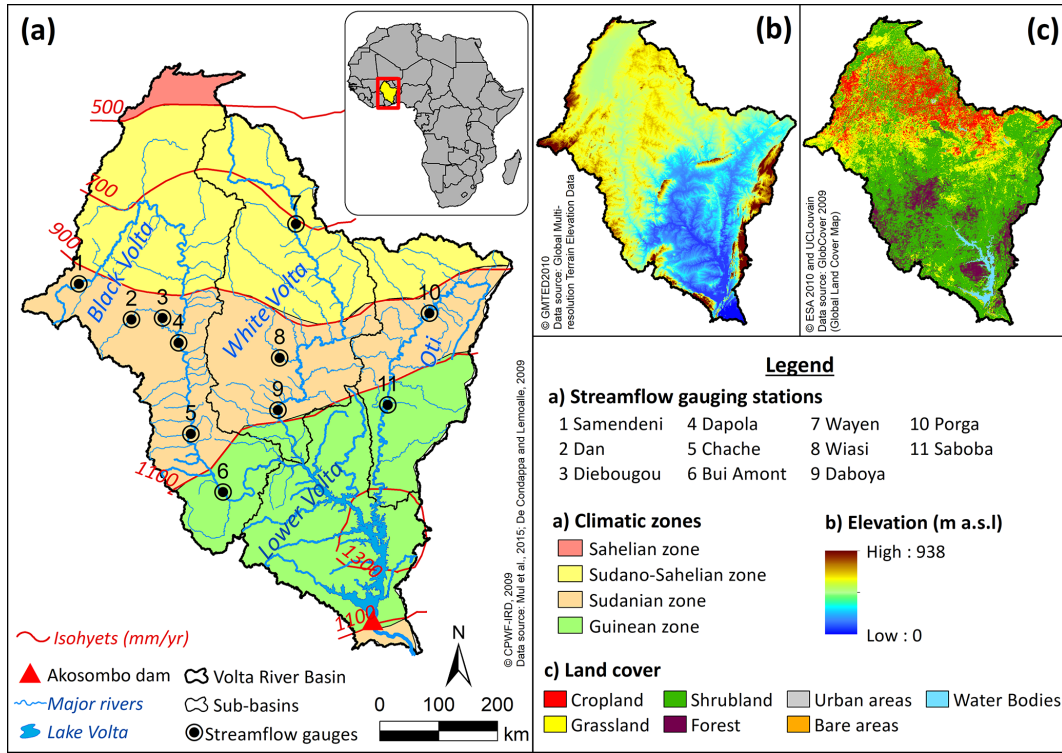 (a)
500
700
900
1100
1300
1100
Black Volta
White Volta
Oti
Lower Volta
1
2
3
4
5
6
7
8
9
10
11
Isohyets (mm/yr)
Akosombo dam
Major rivers
Lake Volta
Volta River Basin
Sub-basins
Streamflow gauges
N
0 100 200
km
© CPWF-IRD, 2009
Data source: Mul et al., 2015; De Condappa and Lemoalle, 2009
(b)
© GMTED2010
Data source: Global Multi-
resolution Terrain Elevation Data
(c)
© ESA 2010 and UCLouvain
Data source: GlobCover 2009
(Global Land Cover Map)
Legend
a) Streamflow gauging stations
1 Samendeni 4 Dapola 7 Wayen 10 Porga
2 Dan 5 Chache 8 Wiasi 11 Saboba
3 Diebougou 6 Bui Amont 9 Daboya
a) Climatic zones
Sahelian zone
Sudano-Sahelian zone
Sudanian zone
Guinean zone
b) Elevation (m a.s.l)
High : 938
Low : 0
c) Land cover
Cropland Shrubland Urban areas Water Bodies
Grassland Forest Bare areas